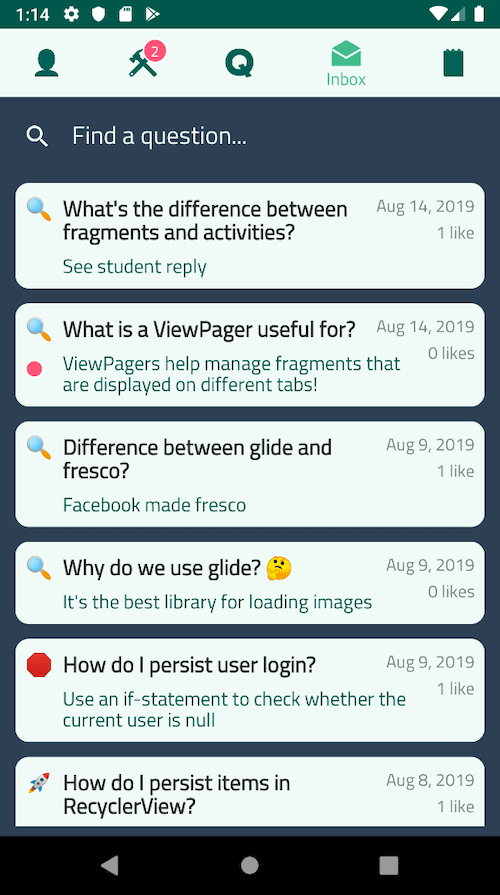 1:14
2
Q
Inbox
Find a question...
What's the difference between
fragments and activities?
Aug 14, 2019
1 like
See student reply
What is a ViewPager useful for?
Aug 14, 2019
0 likes
ViewPagers help manage fragments that
are displayed on different tabs!
Difference between glide and
fresco?
Aug 9, 2019
1 like
Facebook made fresco
Why do we use glide? 🤔
Aug 9, 2019
0 likes
It's the best library for loading images
How do I persist user login?
Aug 9, 2019
1 like
Use an if-statement to check whether the
current user is null
How do I persist items in
RecyclerView?
Aug 8, 2019
1 like